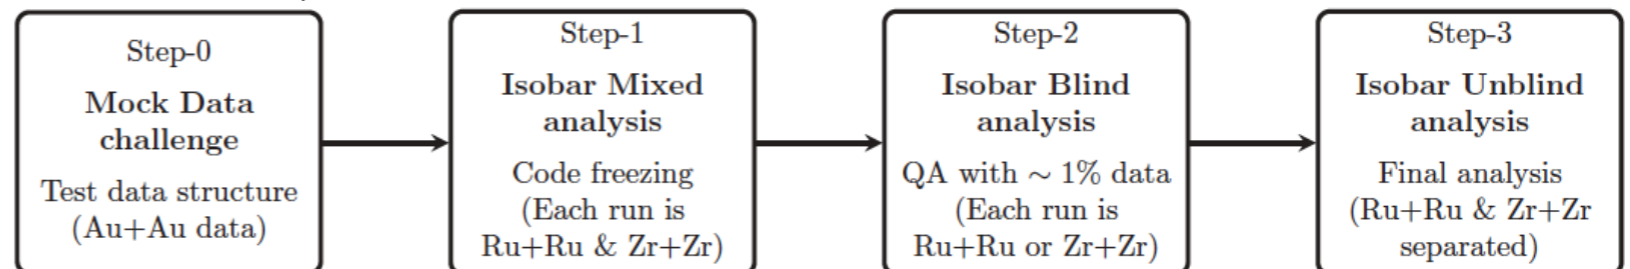 Step-0
Mock Data
challenge
Test data structure
(Au+Au data)
Step-1
Isobar Mixed
analysis
Code freezing
(Each run is
Ru+Ru & Zr+Zr)
Step-2
Isobar Blind
analysis
QA with ∼ 1% data
(Each run is
Ru+Ru or Zr+Zr)
Step-3
Isobar Unblind
analysis
Final analysis
(Ru+Ru & Zr+Zr
separated)